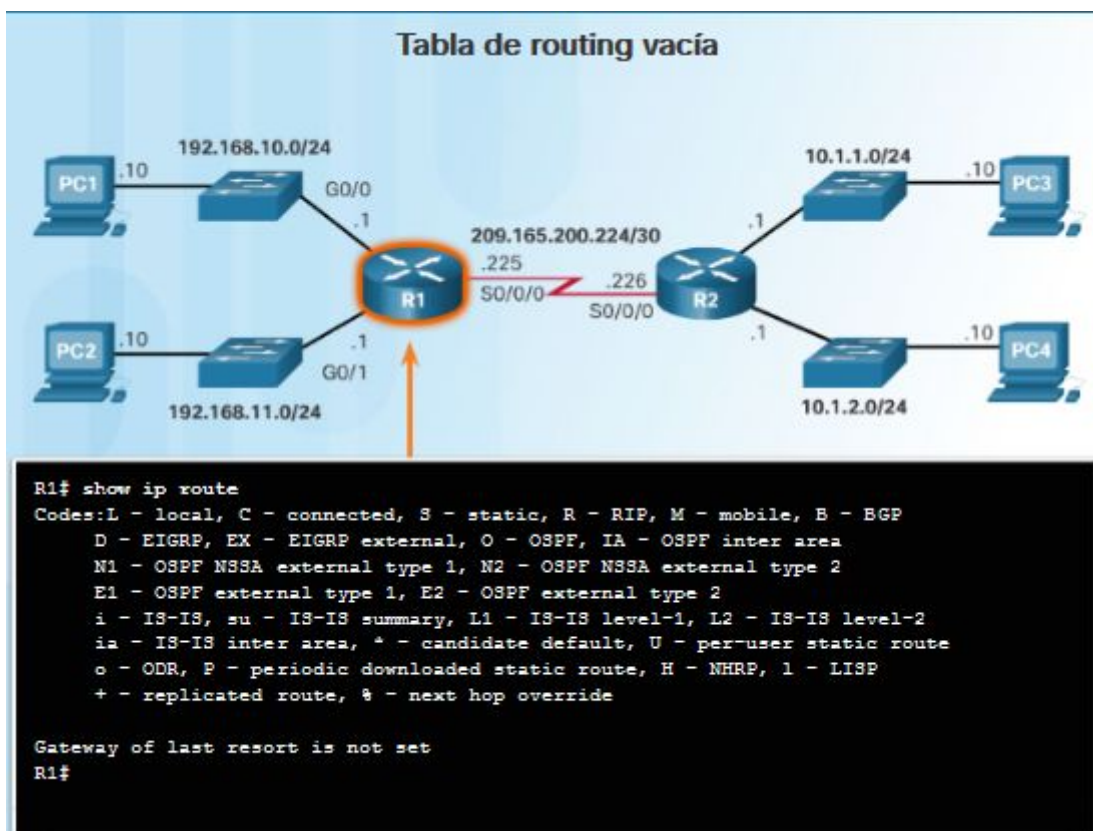 Tabla de routing vacía
192.168.10.0/24
10.1.1.0/24
PC1
.10
G0/0
.1
.10
PC3
209.165.200.224/30
.225
S0/0/0
.226
S0/0/0
.1
R1
R2
PC2
.10
.1
G0/1
192.168.11.0/24
.1
.10
PC4
10.1.2.0/24
R1# show ip route
Codes:L - local, C - connected, S - static, R - RIP, M - mobile, B - BGP
D - EIGRP, EX - EIGRP external, O - OSPF, IA - OSPF inter area
N1 - OSPF NSSA external type 1, N2 - OSPF NSSA external type 2
E1 - OSPF external type 1, E2 - OSPF external type 2
i - IS-IS, su - IS-IS summary, L1 - IS-IS level-1, L2 - IS-IS level-2
ia - IS-IS inter area, * - candidate default, U - per-user static route
o - ODR, P - periodic downloaded static route, H - NHRP, l - LISP
+ - replicated route, % - next hop override
Gateway of last resort is not set
R1#